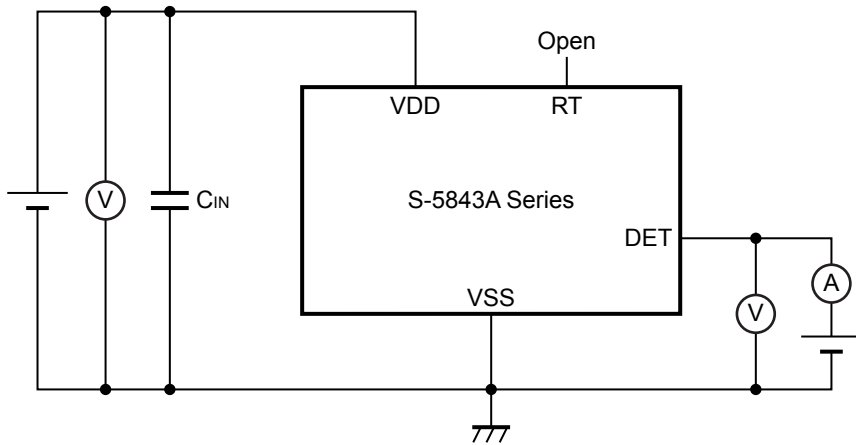 Open
VDD
RT
V
CIN
S-5843A Series
DET
A
VSS
V